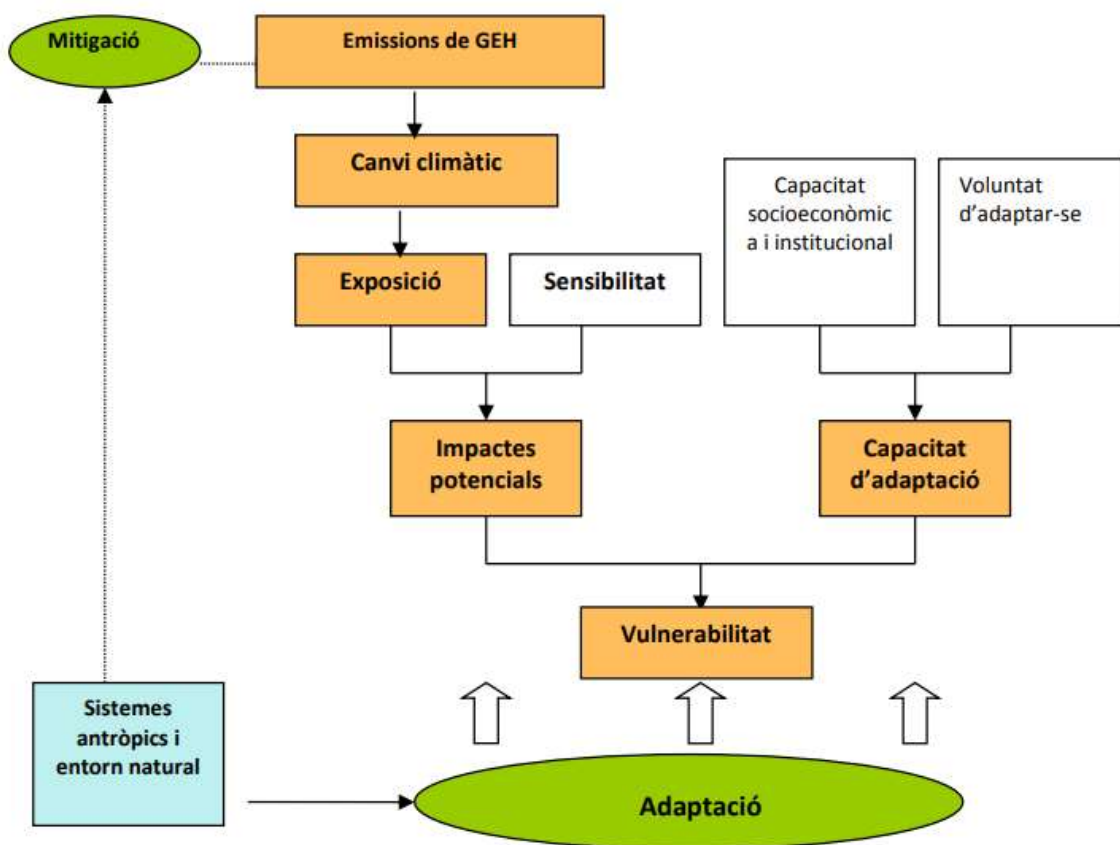 Mitigació
Emissions de GEH
Canvi climàtic
Capacitat
socioeconòmic
a i institucional
Voluntat
d’adaptar-se
Exposició
Sensibilitat
Impactes
potencials
Capacitat
d’adaptació
Vulnerabilitat
Sistemes
antròpics i
entorn natural
Adaptació